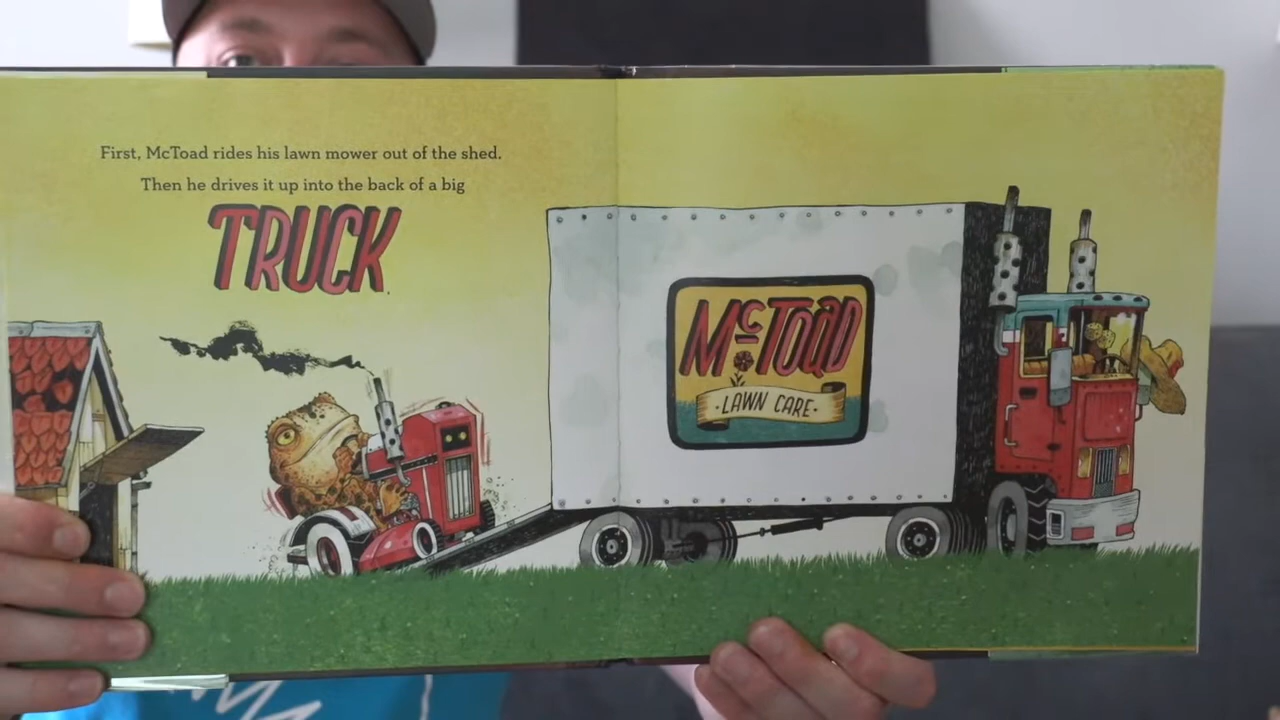 First, McToad rides his lawn mower out of the shed.
Then he drives it up into the back of a big
TRUCK.
McToad
·LAWN CARE·